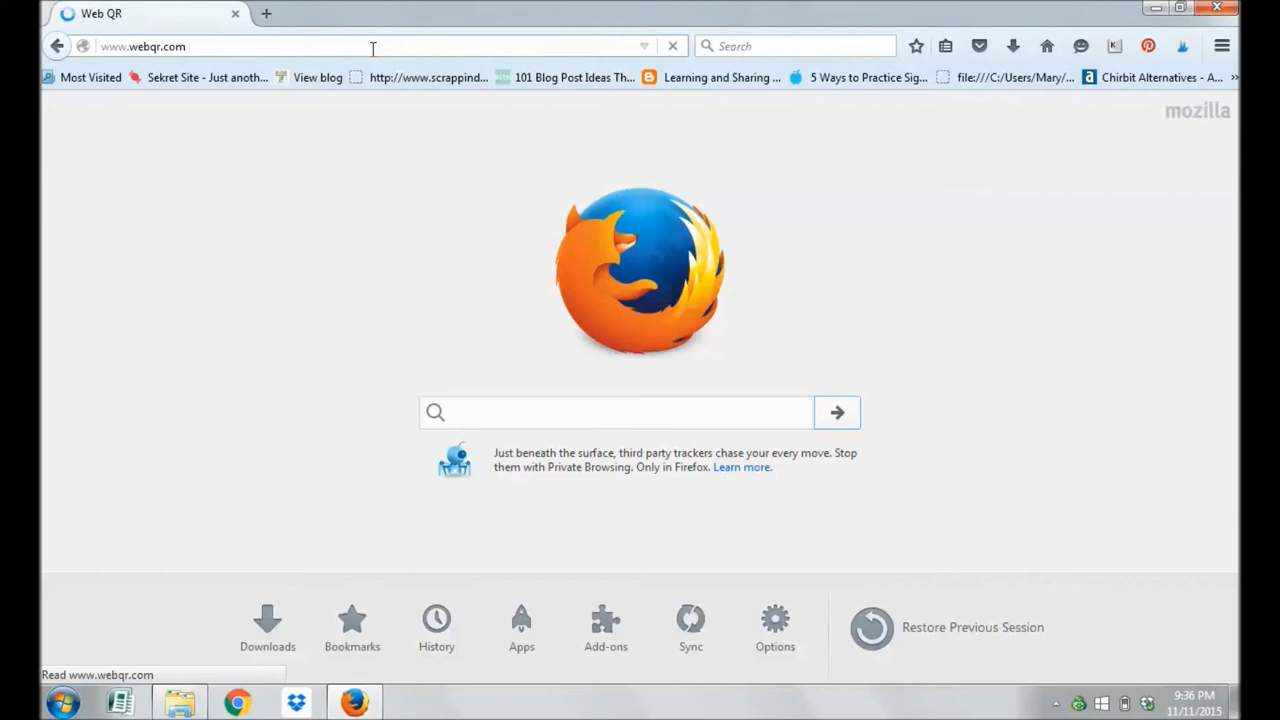 Web QR
www.webqr.com
Search
Most Visited
Sekret Site - Just anoth...
View blog
http://www.scrappind...
101 Blog Post Ideas Th...
Learning and Sharing ...
5 Ways to Practice Sig...
file:///C:/Users/Mary/...
Chirbit Alternatives - A...
mozilla
Just beneath the surface, third party trackers chase your every move. Stop
them with Private Browsing. Only in Firefox. Learn more.
Downloads
Bookmarks
History
Apps
Add-ons
Sync
Options
Restore Previous Session
Read www.webqr.com
9:36 PM
11/11/2015